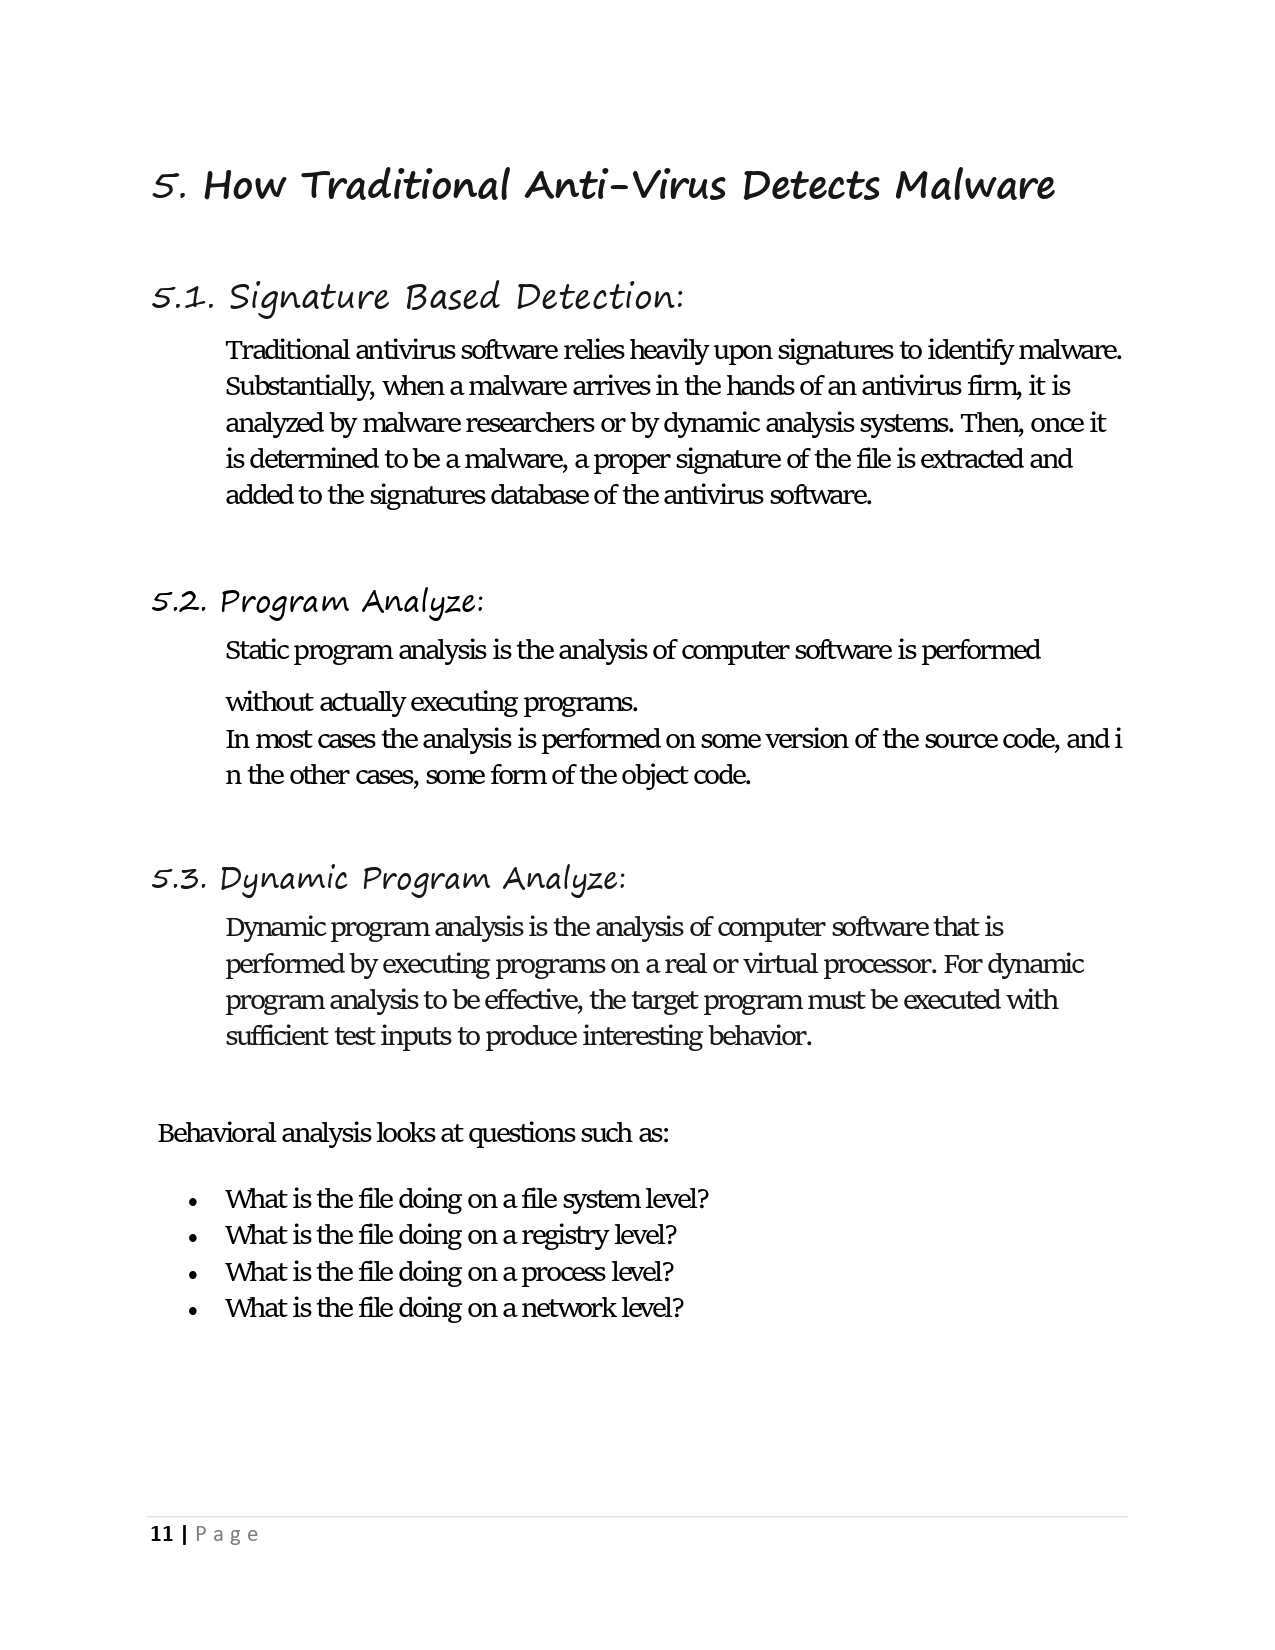 5. How Traditional Anti-Virus Detects Malware
5.1. Signature Based Detection:
Traditional antivirus software relies heavily upon signatures to identify malware.
Substantially, when a malware arrives in the hands of an antivirus firm, it is
analyzed by malware researchers or by dynamic analysis systems. Then, once it
is determined to be a malware, a proper signature of the file is extracted and
added to the signatures database of the antivirus software.
5.2. Program Analyze:
Static program analysis is the analysis of computer software is performed
without actually executing programs.
In most cases the analysis is performed on some version of the source code, and i
n the other cases, some form of the object code.
5.3. Dynamic Program Analyze:
Dynamic program analysis is the analysis of computer software that is
performed by executing programs on a real or virtual processor. For dynamic
program analysis to be effective, the target program must be executed with
sufficient test inputs to produce interesting behavior.
Behavioral analysis looks at questions such as:
• What is the file doing on a file system level?
• What is the file doing on a registry level?
• What is the file doing on a process level?
• What is the file doing on a network level?
11 | Page